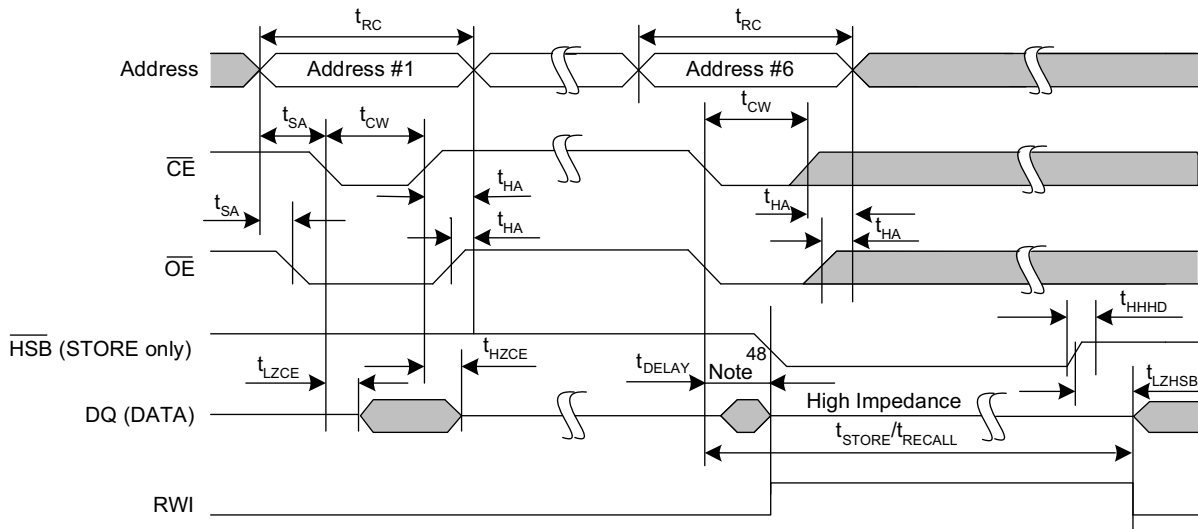 tRC tRC
Address Address #1 Address #6
tCW
tSA tCW
CE
tHA
tSA tHA tHA tHA
OE
tHHHD
HSB (STORE only)
tLZCE tHZCE tDELAY Note 48 tLZHSB
DQ (DATA) High Impedance
tSTORE/tRECALL
RWI